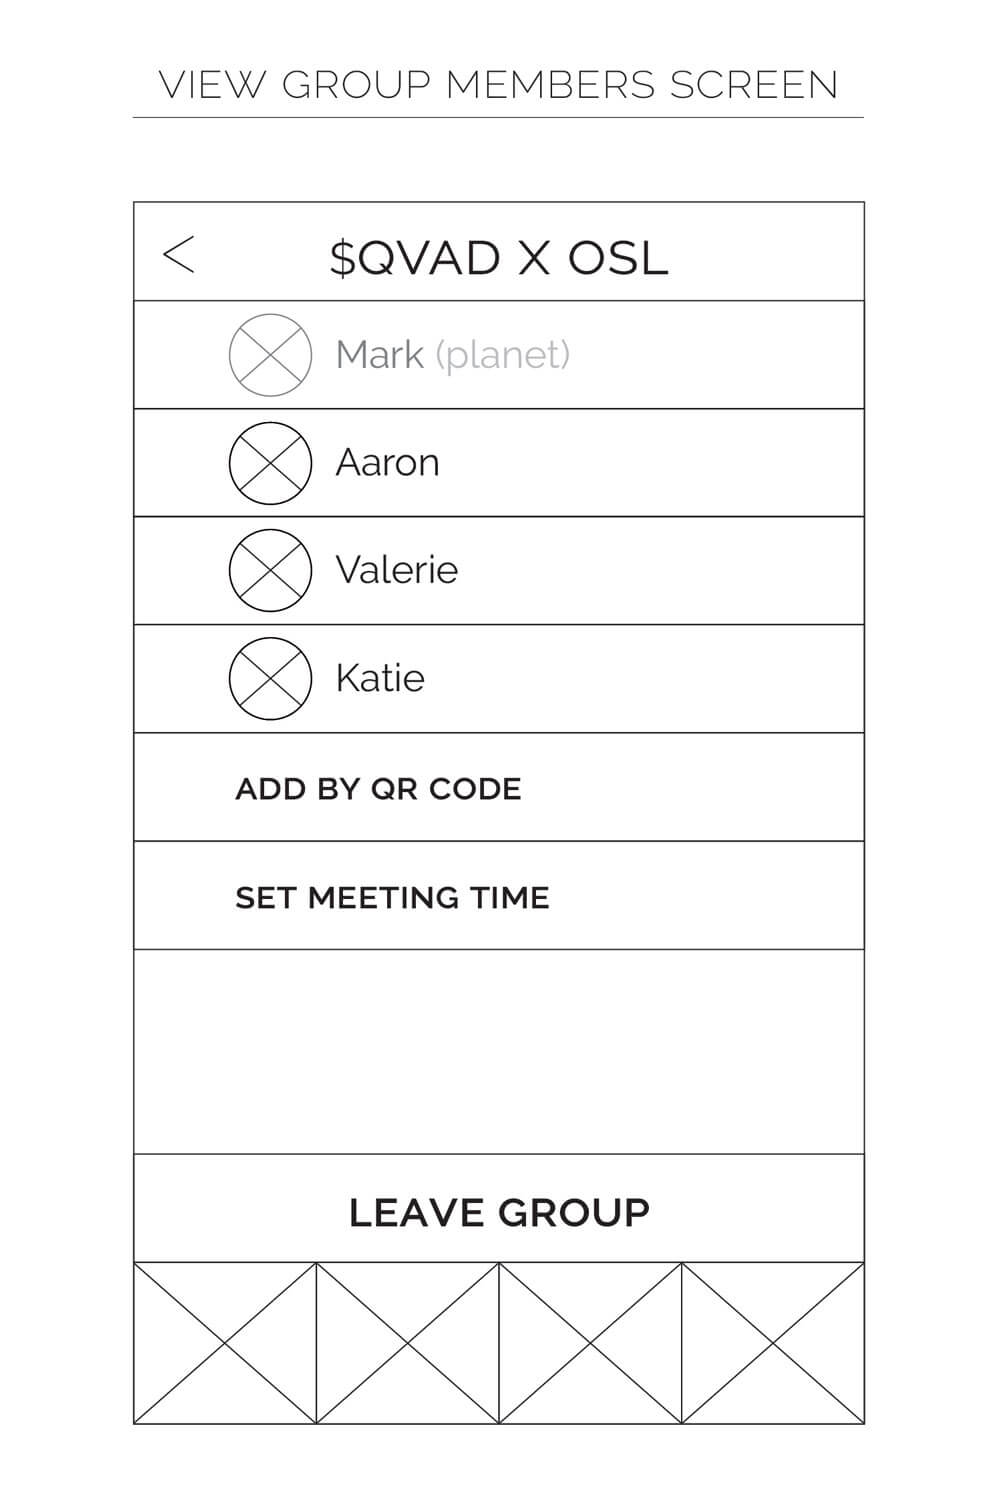 VIEW GROUP MEMBERS SCREEN
$QVAD X OSL
Mark (planet)
Aaron
Valerie
Katie
ADD BY QR CODE
SET MEETING TIME
LEAVE GROUP